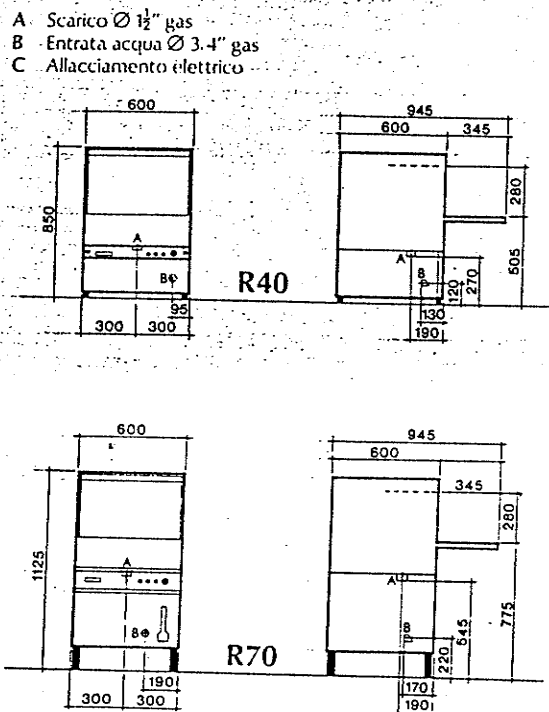 A Scarico Ø 1½" gas
B Entrata acqua Ø 3.4" gas
C Allacciamento elettrico
600
945
600 345
850
280
505
A
B
A
B
R40
120
270
95
300 300
130
190
600
945
600
345
1125
280
775
A
B
A
B
R70
220
545
190
300 300
170
190